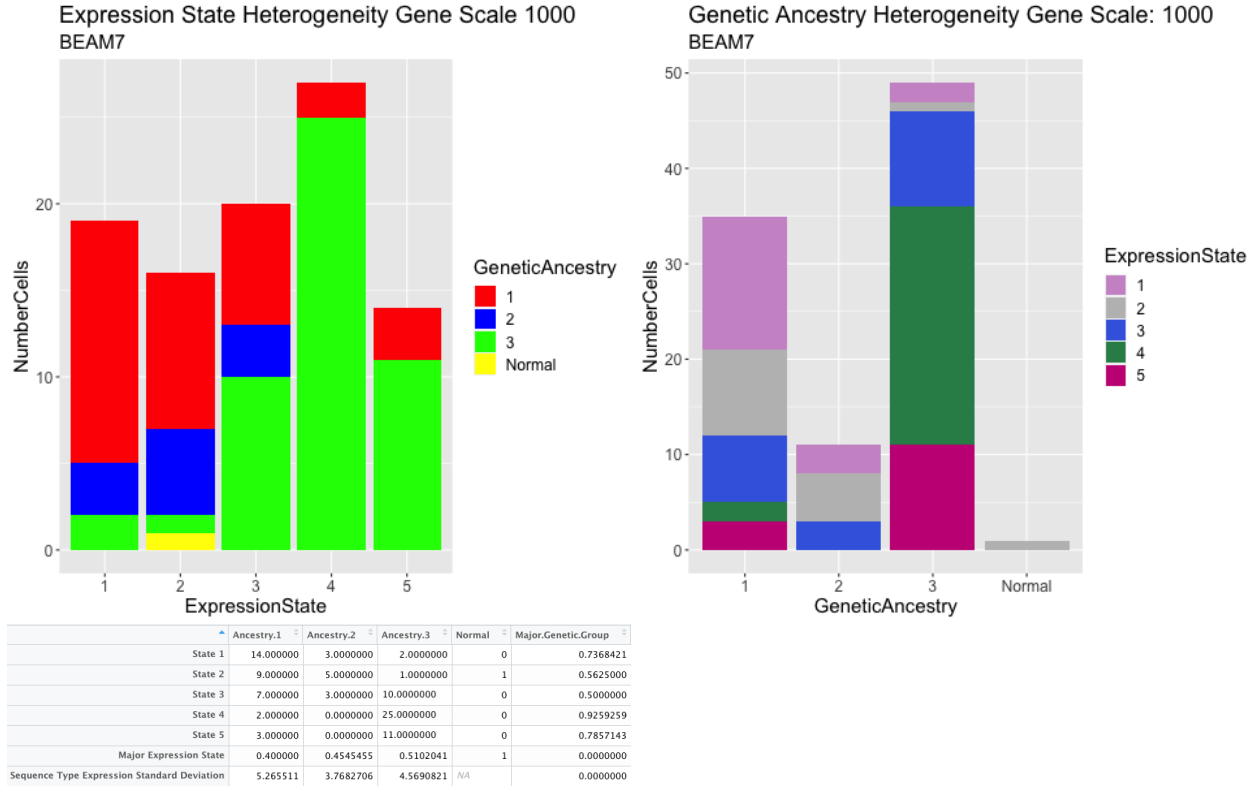 Expression State Heterogeneity Gene Scale 1000
BEAM7
NumberCells
20
10
0
1 2 3 4 5
ExpressionState
GeneticAncestry
1
2
3
Normal
Genetic Ancestry Heterogeneity Gene Scale: 1000
BEAM7
NumberCells
50
40
30
20
10
0
1 2 3 Normal
GeneticAncestry
ExpressionState
1
2
3
4
5
Ancestry.1 Ancestry.2 Ancestry.3 Normal Major.Genetic.Group
State 1 14.000000 3.0000000 2.0000000 0 0.7368421
State 2 9.000000 5.0000000 1.0000000 1 0.5625000
State 3 7.000000 3.0000000 10.0000000 0 0.5000000
State 4 2.000000 0.0000000 25.0000000 0 0.9259259
State 5 3.000000 0.0000000 11.0000000 0 0.7857143
Major Expression State 0.400000 0.4545455 0.5102041 1 0.0000000
Sequence Type Expression Standard Deviation 5.265511 3.7682706 4.5690821 NA 0.0000000